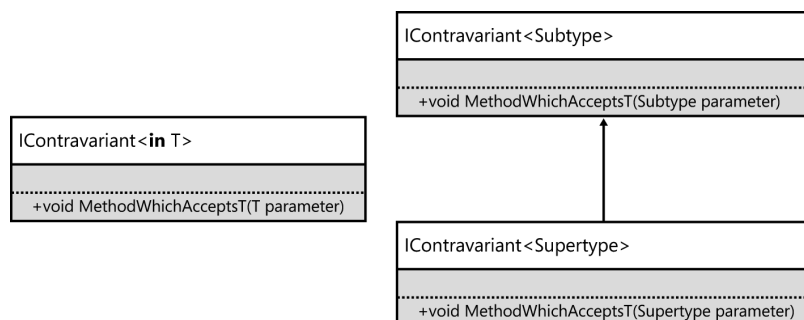 IContravariant<in T>
+void MethodWhichAcceptsT(T parameter)
IContravariant<Subtype>
+void MethodWhichAcceptsT(Subtype parameter)
IContravariant<Supertype>
+void MethodWhichAcceptsT(Supertype parameter)